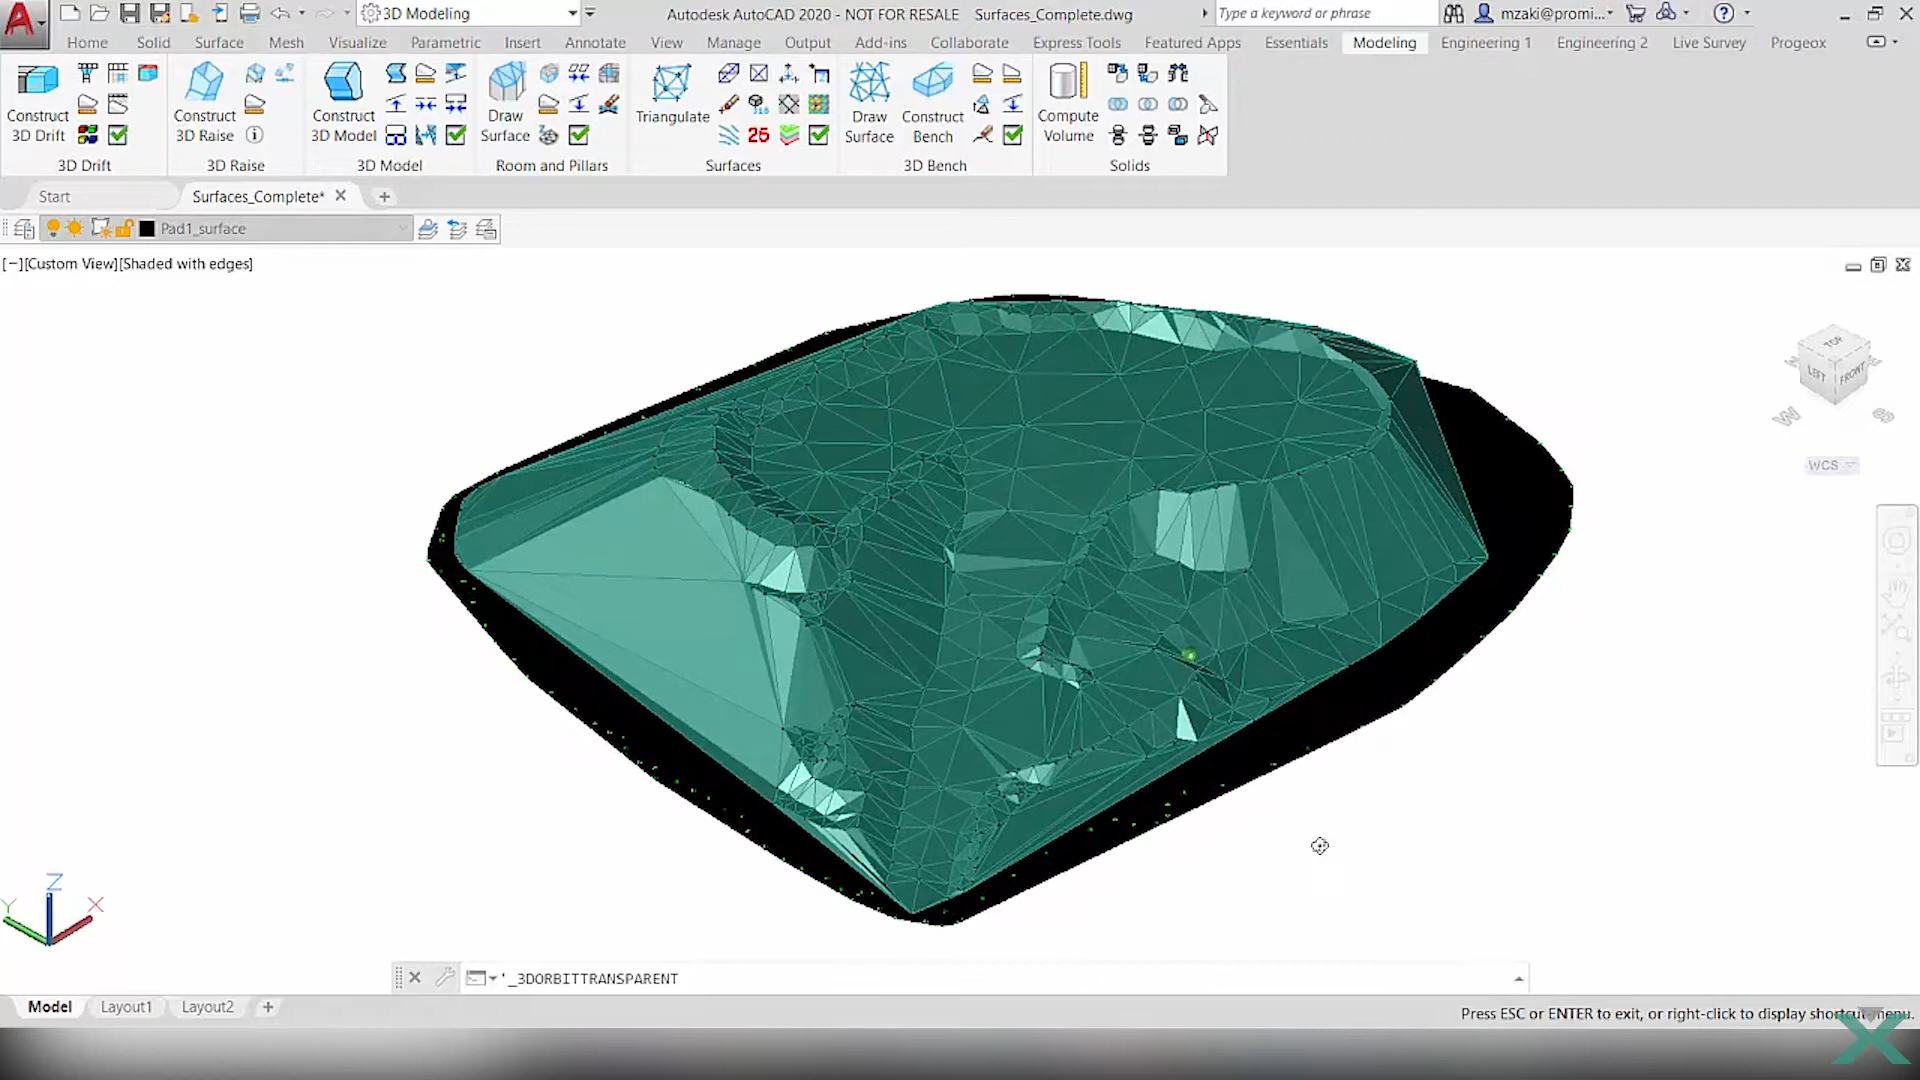 3D Modeling
Autodesk AutoCAD 2020 - NOT FOR RESALE Surfaces_Complete.dwg
Type a keyword or phrase
mzaki@promi...
Home Solid Surface Mesh Visualize Parametric Insert Annotate View Manage Output Add-ins Collaborate Express Tools Featured Apps Essentials Modeling Engineering 1 Engineering 2 Live Survey Progeox
Construct 3D Drift
Construct 3D Raise
Construct 3D Model
Draw Surface
Triangulate
25
Draw Surface
Construct Bench
Compute Volume
3D Drift 3D Raise 3D Model Room and Pillars Surfaces 3D Bench Solids
Start Surfaces_Complete*
Pad1_surface
[−][Custom View][Shaded with edges]
TOP
LEFT FRONT
W S
WCS
Z
Y X
'_3DORBITTRANSPARENT
Model Layout1 Layout2
Press ESC or ENTER to exit, or right-click to display shortcut-menu.